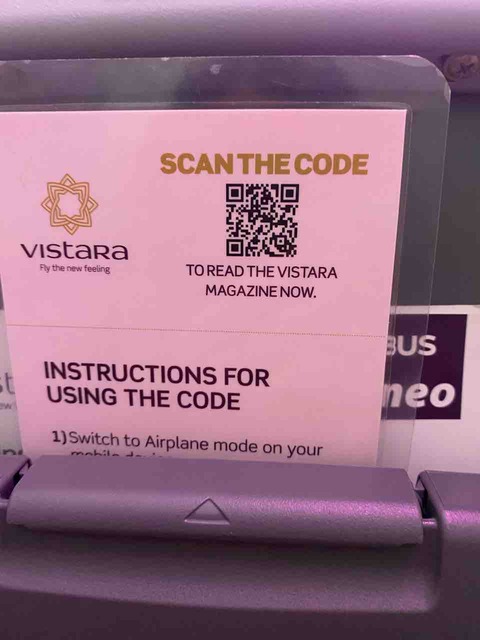 SCAN THE CODE
VISTARA
Fly the new feeling
TO READ THE VISTARA
MAGAZINE NOW.
INSTRUCTIONS FOR
USING THE CODE
1) Switch to Airplane mode on your
mobile
BUS
neo